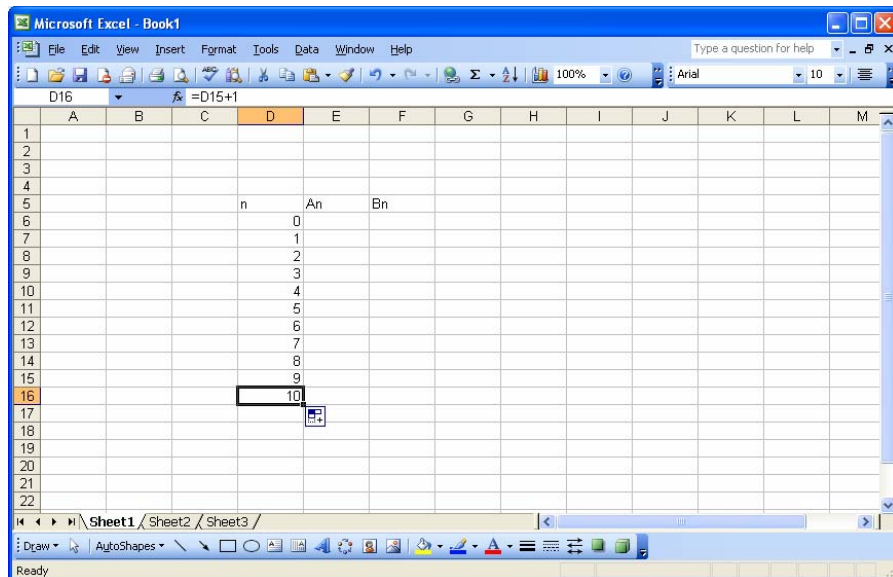 Microsoft Excel - Book1
File Edit View Insert Format Tools Data Window Help Type a question for help
100% Arial 10
D16 fx =D15+1
A B C D E F G H I J K L M
1
2
3
4
5 n An Bn
6 0
7 1
8 2
9 3
10 4
11 5
12 6
13 7
14 8
15 9
16 10
17
18
19
20
21
22
Sheet1 / Sheet2 / Sheet3 /
Draw AutoShapes
Ready